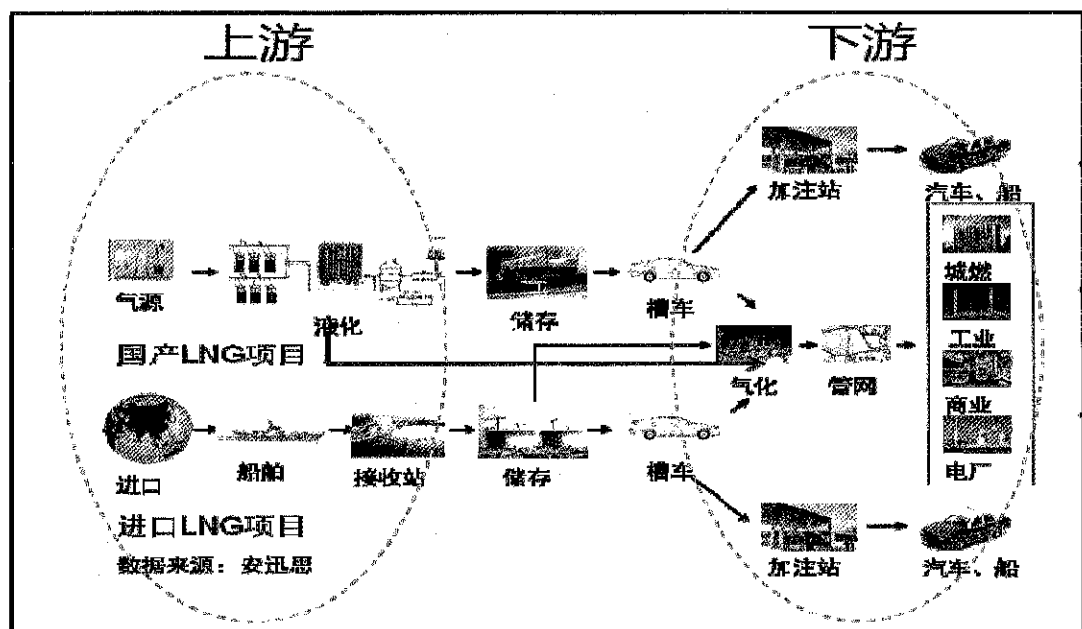 上游
下游
加注站
汽车、船
气源
液化
储存
槽车
城燃
国产LNG项目
气化
管网
工业
商业
进口
船舶
接收站
储存
槽车
电厂
进口LNG项目
加注站
汽车、船
数据来源：安迅思